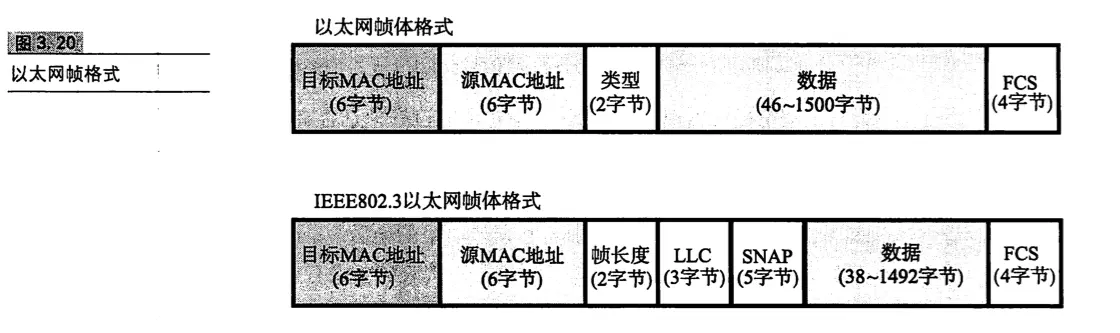 图 3.20
以太网帧格式
以太网帧体格式
目标MAC地址
(6字节)
源MAC地址
(6字节)
类型
(2字节)
数据
(46~1500字节)
FCS
(4字节)
IEEE802.3以太网帧体格式
目标MAC地址
(6字节)
源MAC地址
(6字节)
帧长度
(2字节)
LLC
(3字节)
SNAP
(5字节)
数据
(38~1492字节)
FCS
(4字节)